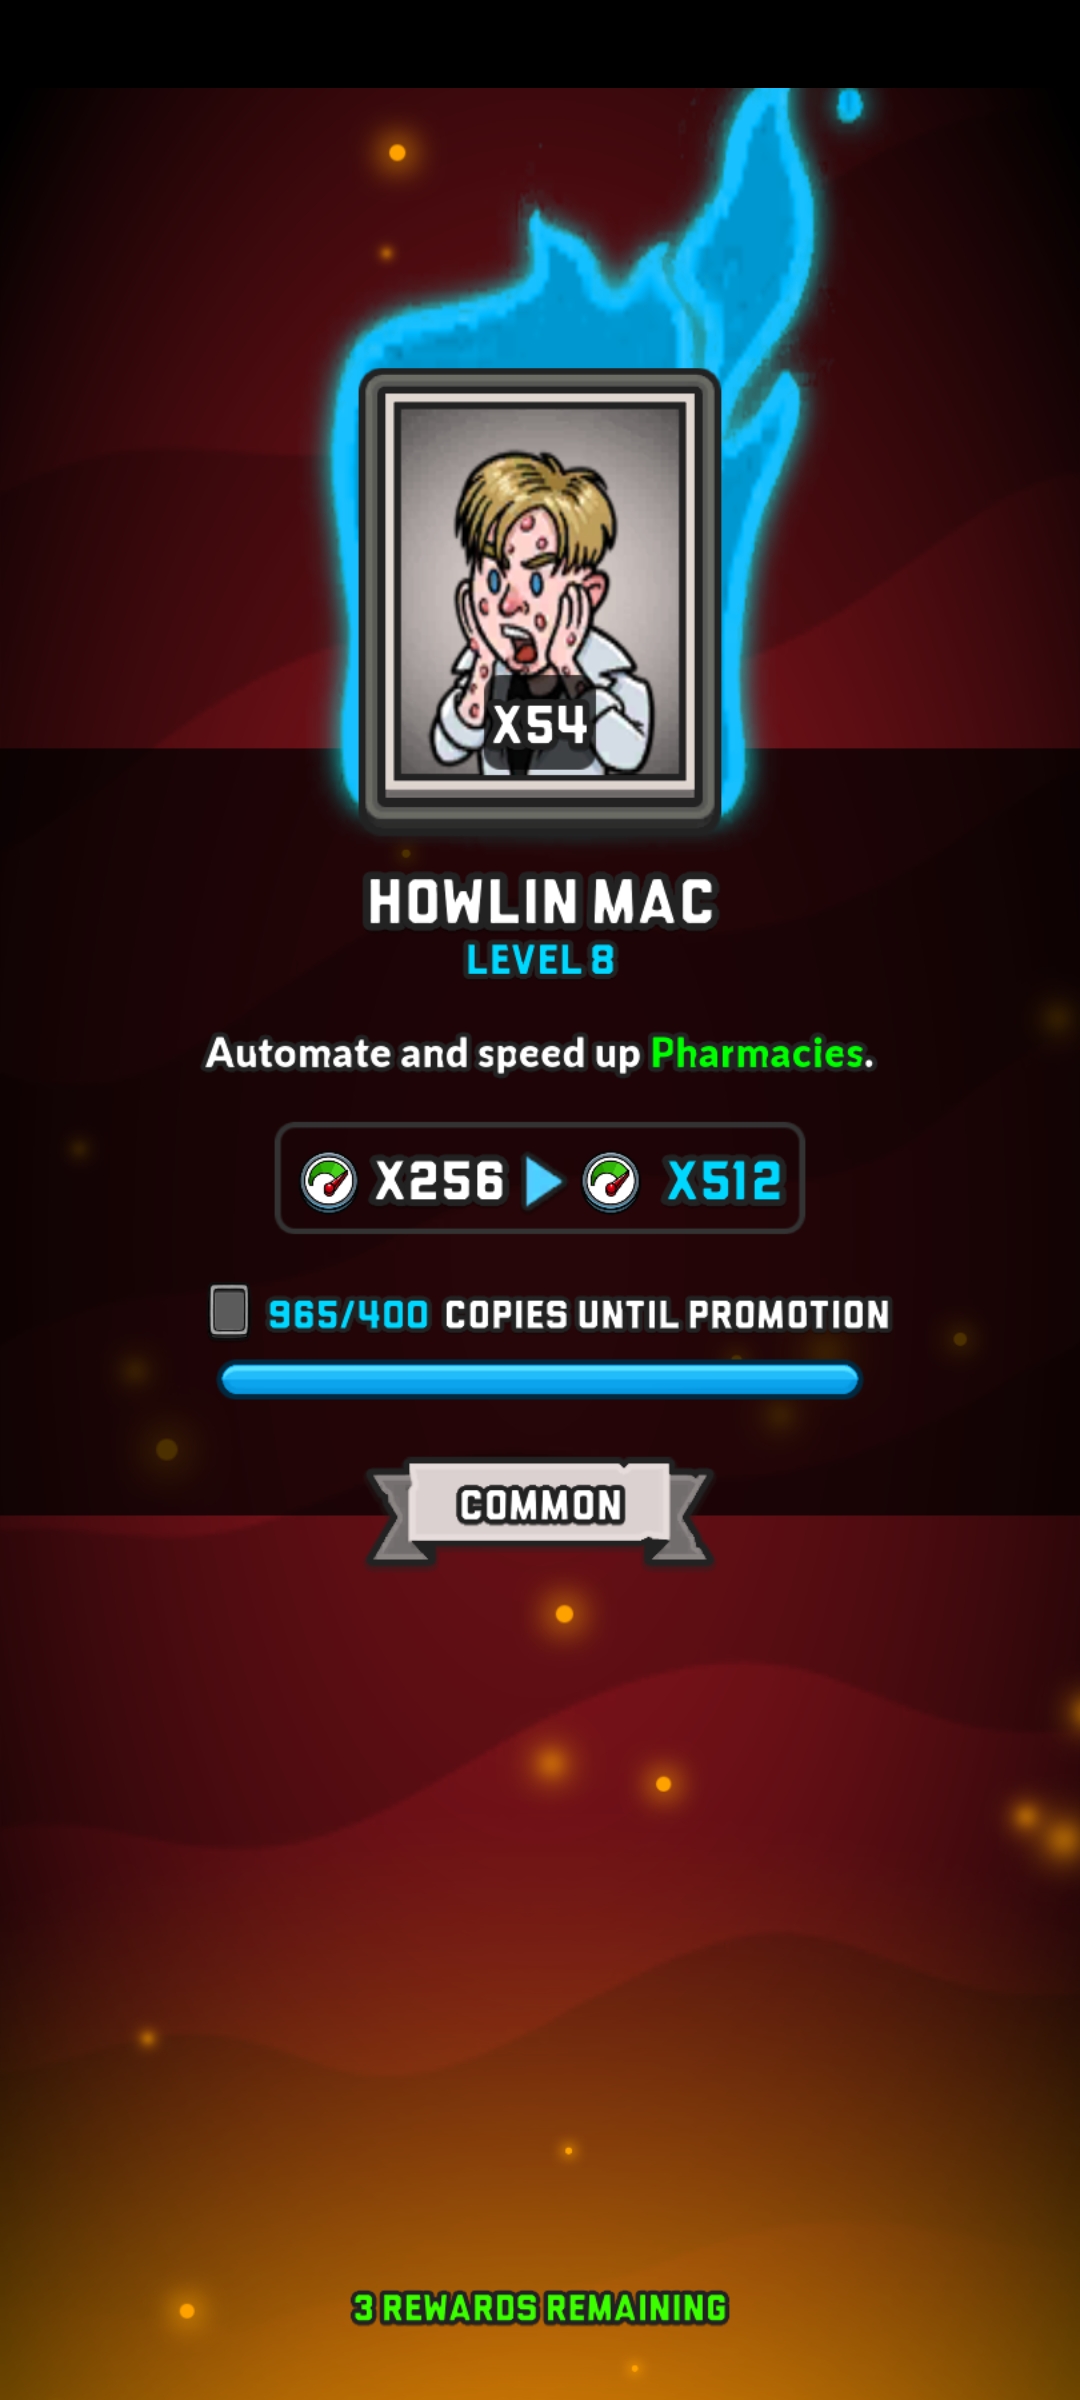 X54
HOWLIN MAC
LEVEL 8
Automate and speed up Pharmacies.
X256 X512
965/400 COPIES UNTIL PROMOTION
COMMON
3 REWARDS REMAINING